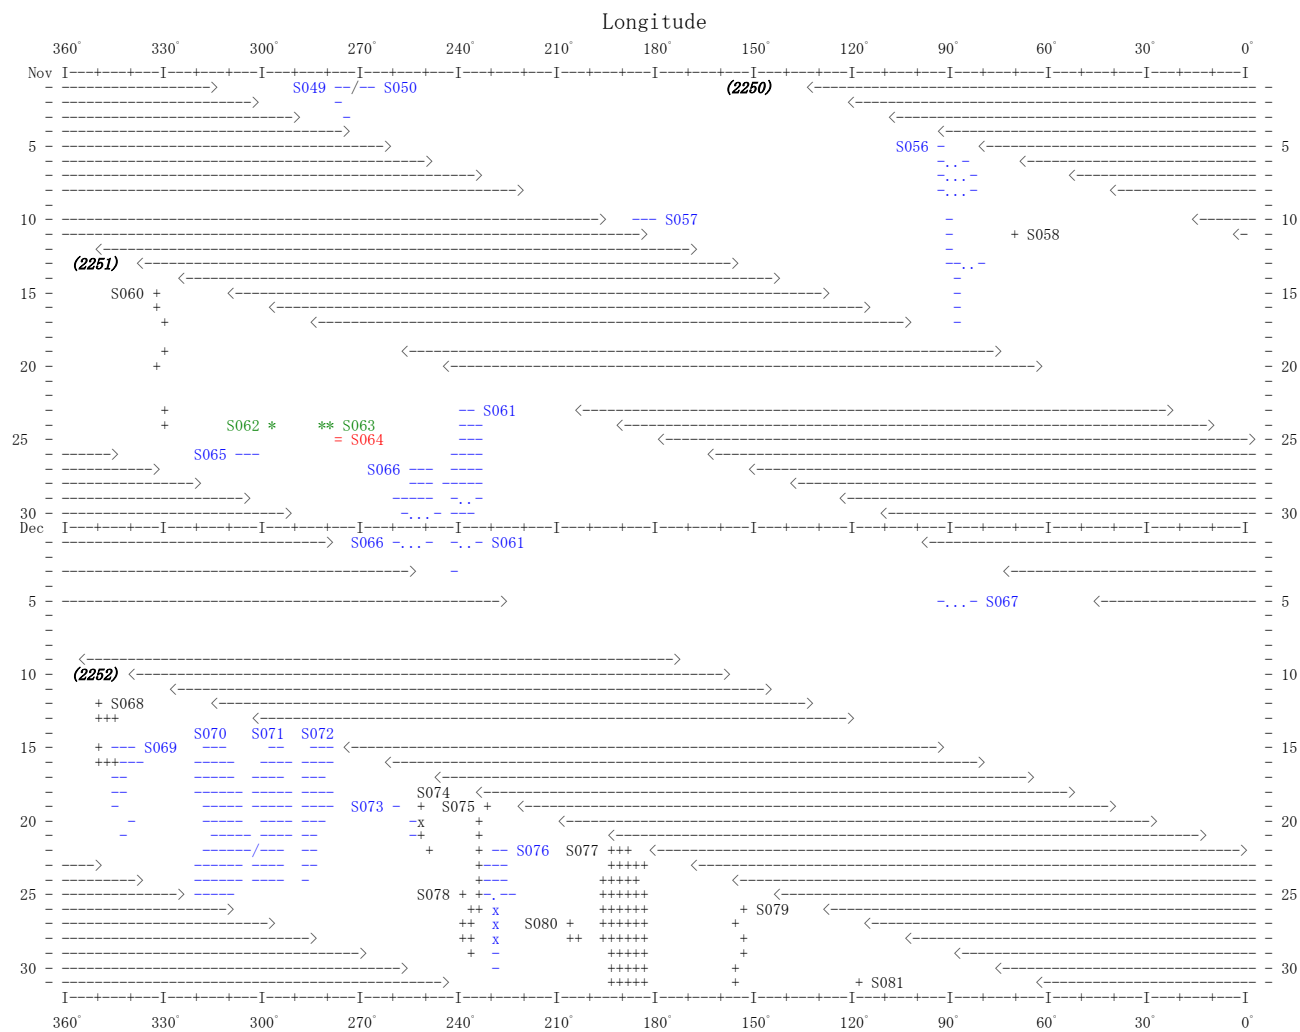 Longitude
360° 330° 300° 270° 240° 210° 180° 150° 120° 90° 60° 30° 0°
Nov
S049 S050 (2250)
5 S056 5
10 S057 10
S058
(2251)
15 S060 15
20 20
S061
S062 * ** S063
25 = S064 25
S065
S066
30 30
Dec
S066 S061
5 S067 5
(2252)
10 10
S068
S070 S071 S072
15 S069 15
S074
S073 S075
20 x 20
S076 S077
25 S078 25
x S079
x S080
x
30 30
S081
360° 330° 300° 270° 240° 210° 180° 150° 120° 90° 60° 30° 0°